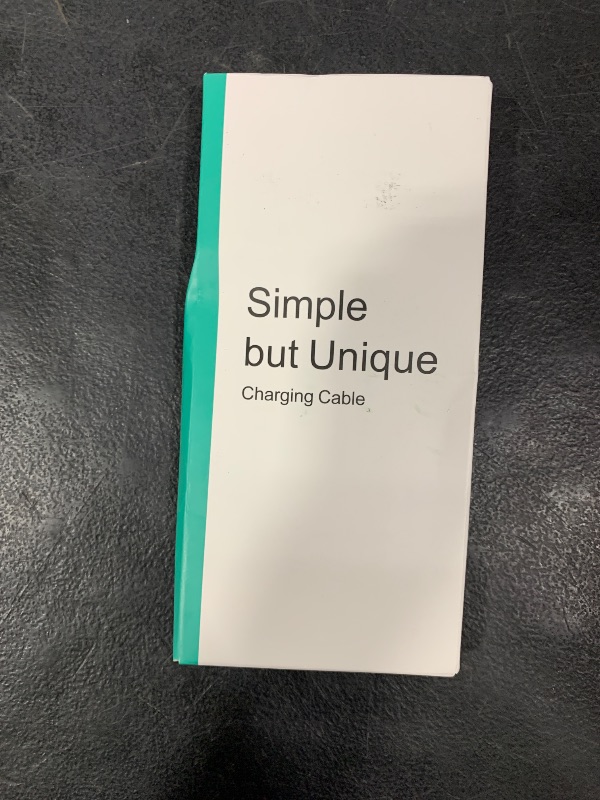 Simple
but Unique
Charging Cable